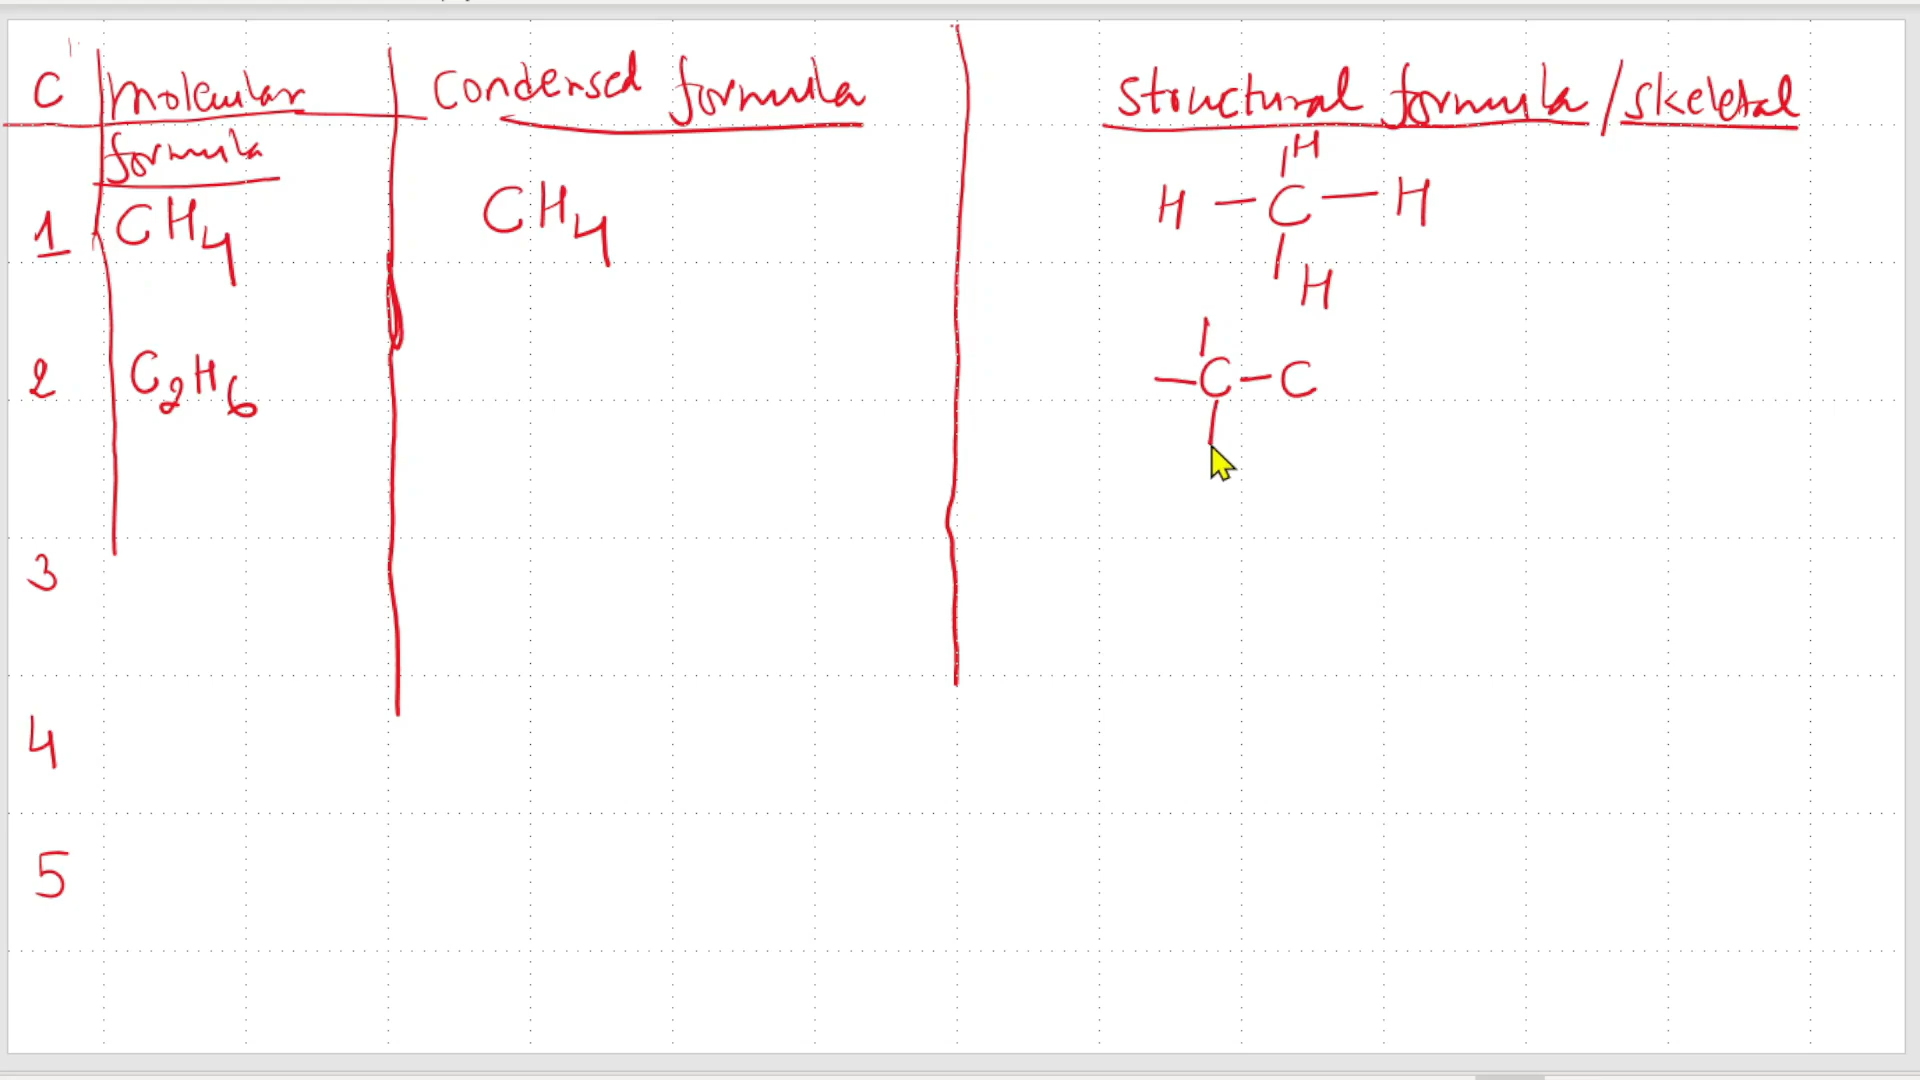 C molecular Condensed formula structural formula / skeletal
formula
H
1 CH4 CH4 H - C - H
H
2 C2H6 - C - C
3
4
5